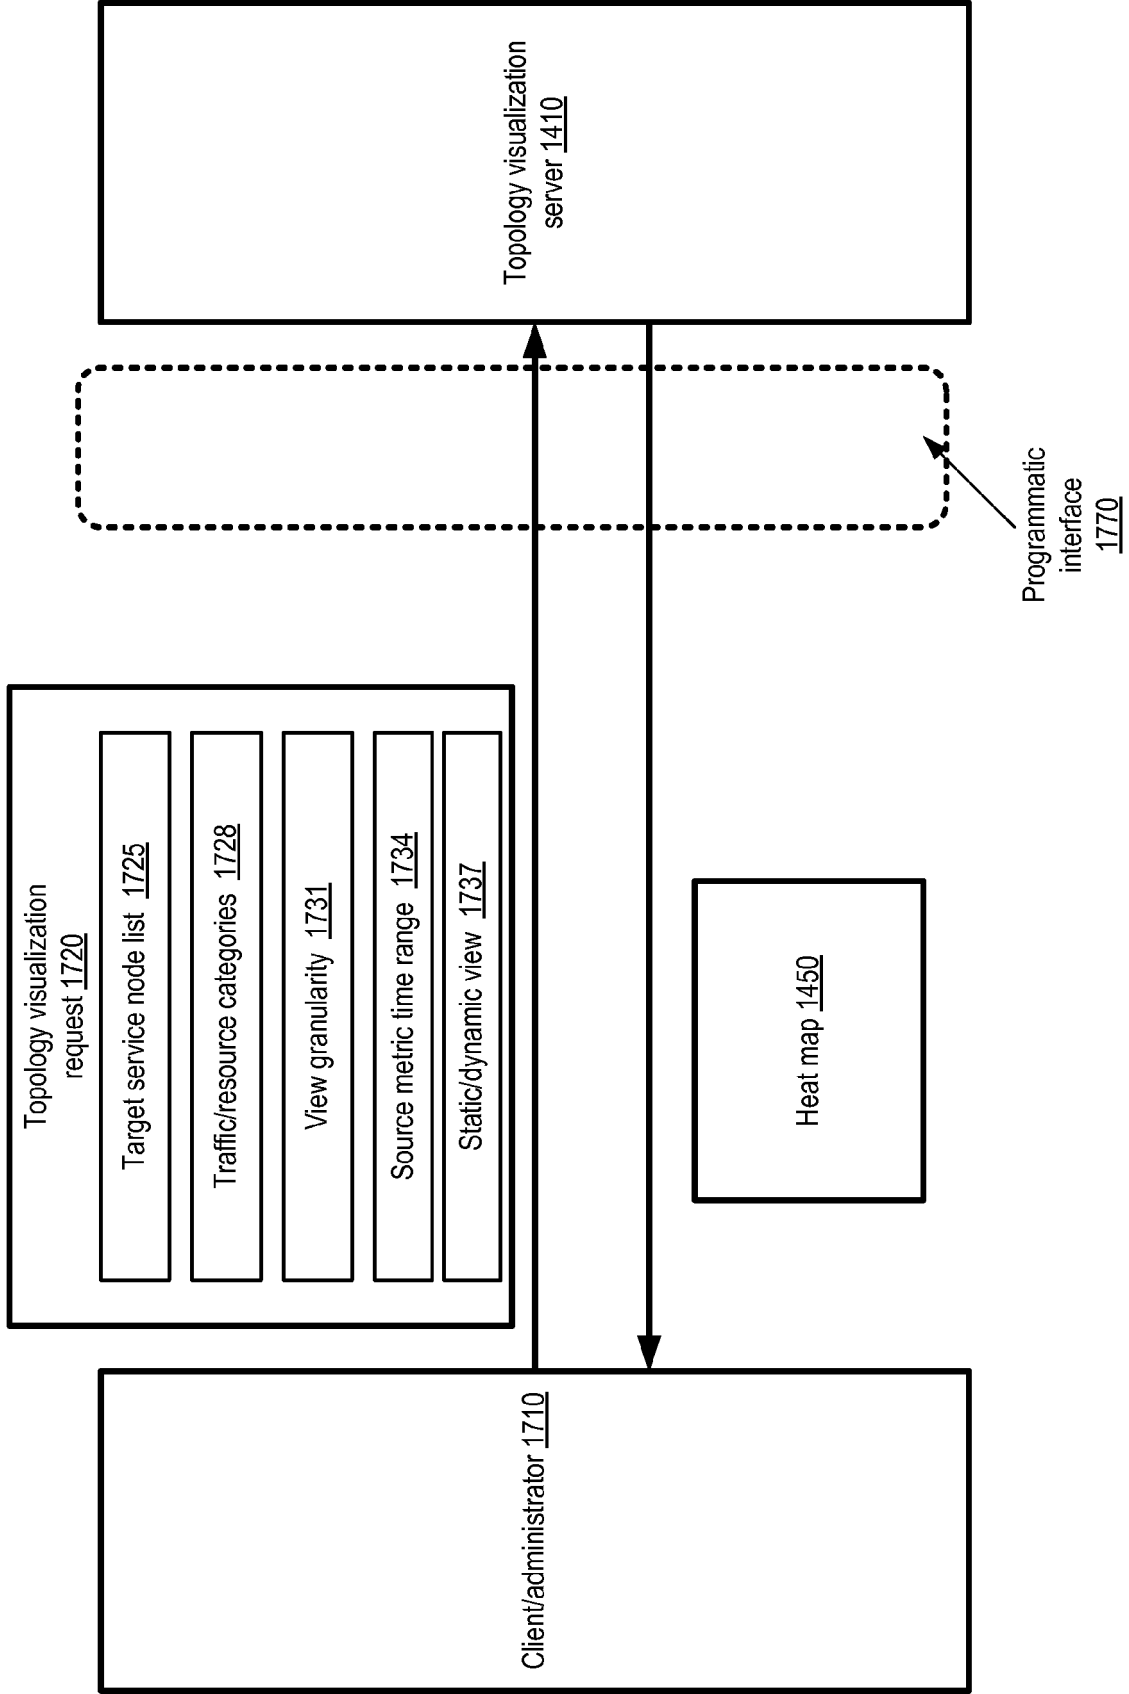 Topology visualization
request 1720
Target service node list 1725
Traffic/resource categories 1728
View granularity 1731
Source metric time range 1734
Static/dynamic view 1737
Client/administrator 1710
Topology visualization
server 1410
Heat map 1450
Programmatic
interface
1770